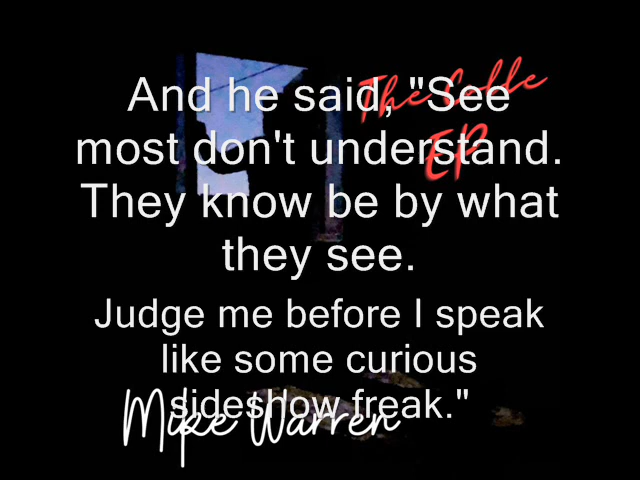 The Colle
EP
And he said, "See
most don't understand.
They know be by what
they see.
Judge me before I speak
like some curious
sideshow freak."
Mike Warren